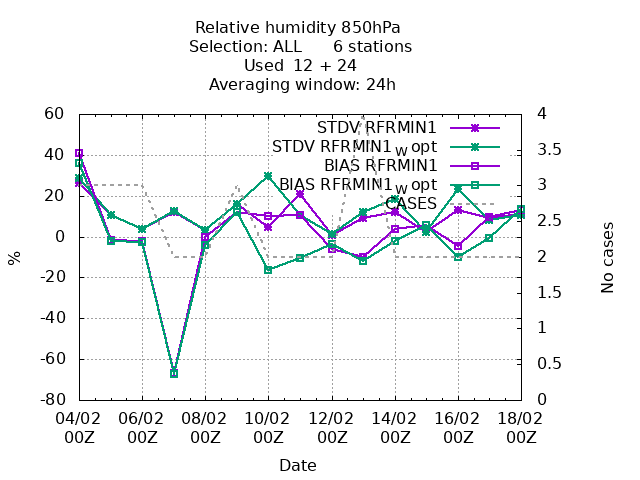 Relative humidity 850hPa
Selection: ALL 6 stations
Used 12 + 24
Averaging window: 24h
STDV RFRMIN1
STDV RFRMIN1w opt
BIAS RFRMIN1
BIAS RFRMIN1w opt
CASES
60
40
20
0
-20
-40
-60
-80
%
4
3.5
3
2.5
2
1.5
1
0.5
0
No cases
04/02 06/02 08/02 10/02 12/02 14/02 16/02 18/02
00Z 00Z 00Z 00Z 00Z 00Z 00Z 00Z
Date